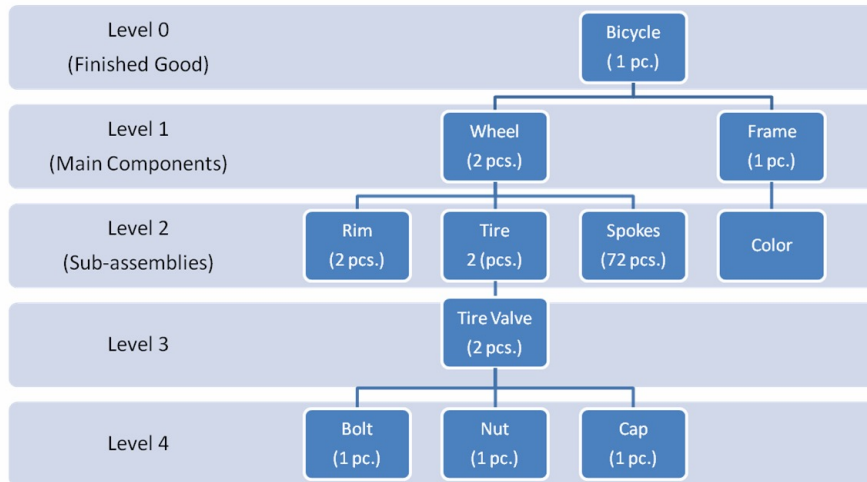 Level 0
(Finished Good)
Bicycle
( 1 pc.)
Level 1
(Main Components)
Wheel
(2 pcs.)
Frame
(1 pc.)
Level 2
(Sub-assemblies)
Rim
(2 pcs.)
Tire
2 (pcs.)
Spokes
(72 pcs.)
Color
Level 3
Tire Valve
(2 pcs.)
Level 4
Bolt
(1 pc.)
Nut
(1 pc.)
Cap
(1 pc.)